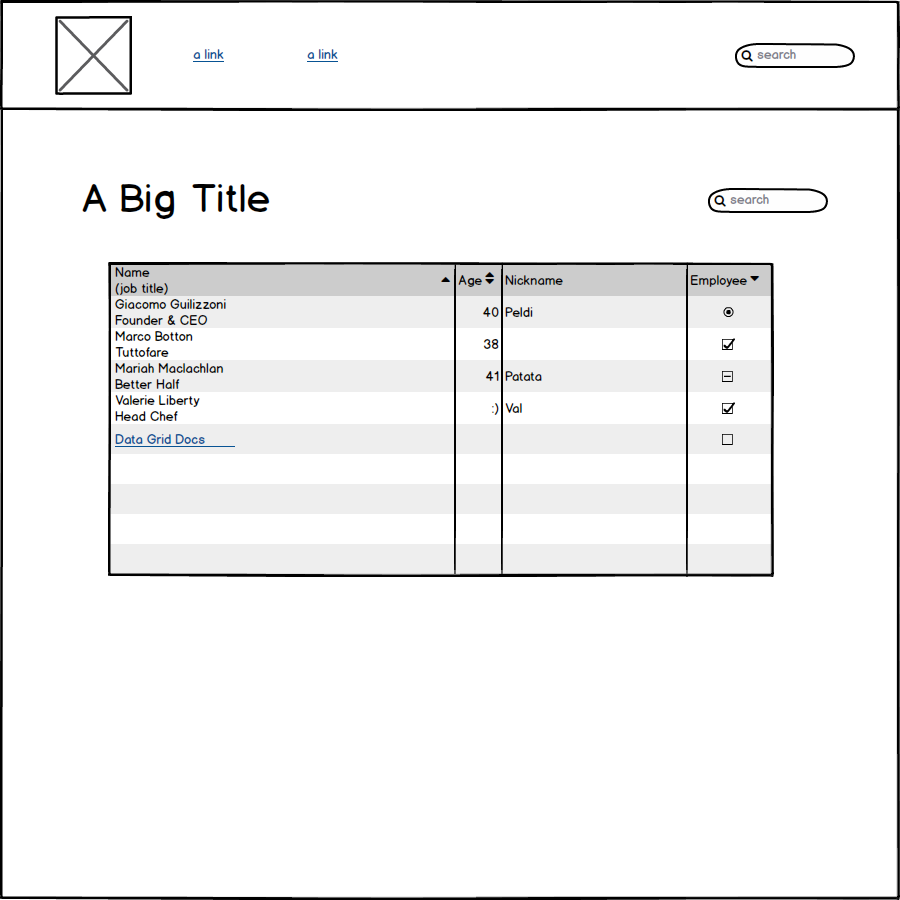 a link
a link
search
A Big Title
search
Name
(job title)
Age
Nickname
Employee
Giacomo Guilizzoni
Founder & CEO
40
Peldi
Marco Botton
Tuttofare
38
Mariah Maclachlan
Better Half
41
Patata
Valerie Liberty
Head Chef
:)
Val
Data Grid Docs